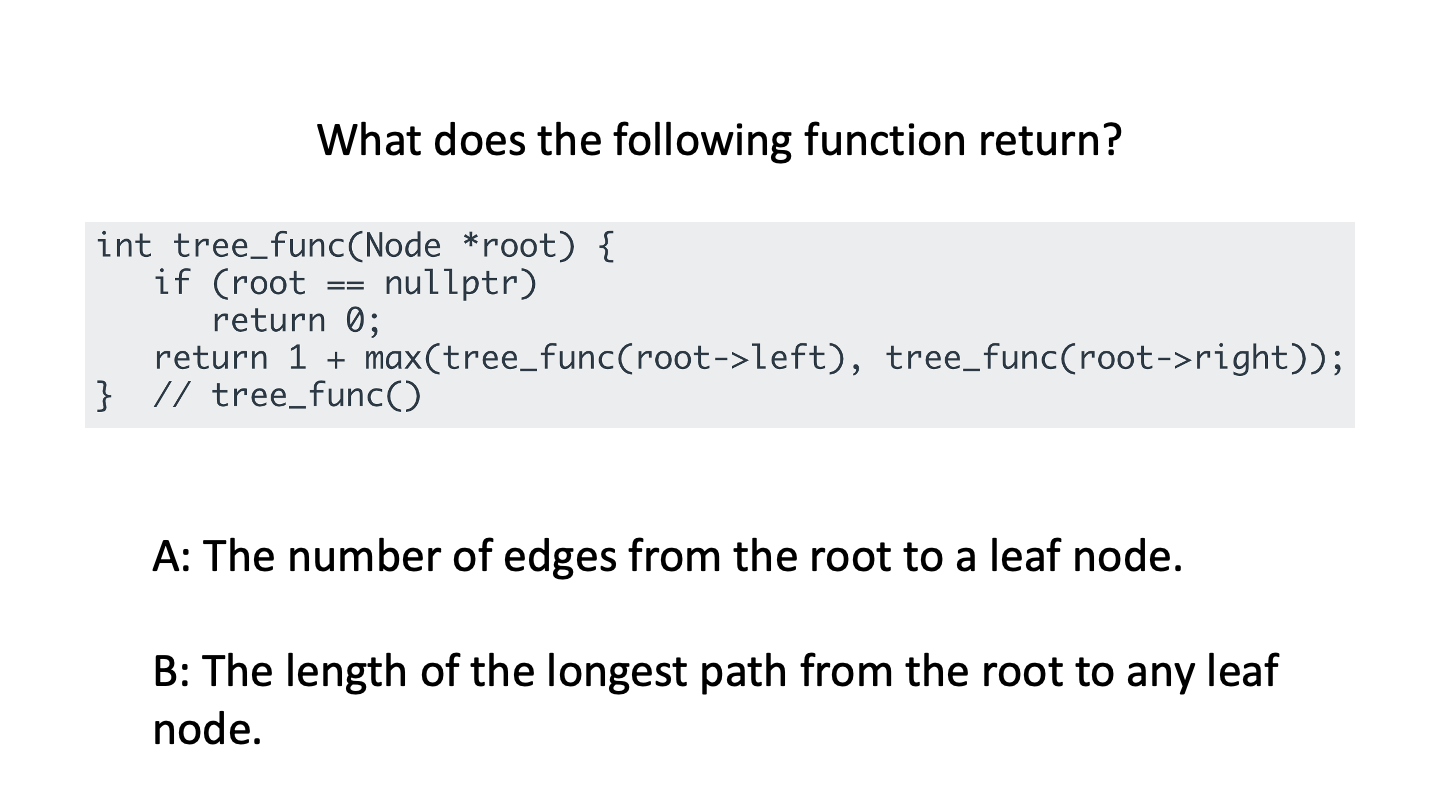 What does the following function return?
int tree_func(Node *root) {
   if (root == nullptr)
      return 0;
   return 1 + max(tree_func(root->left), tree_func(root->right));
}  // tree_func()
A: The number of edges from the root to a leaf node.
B: The length of the longest path from the root to any leaf
node.